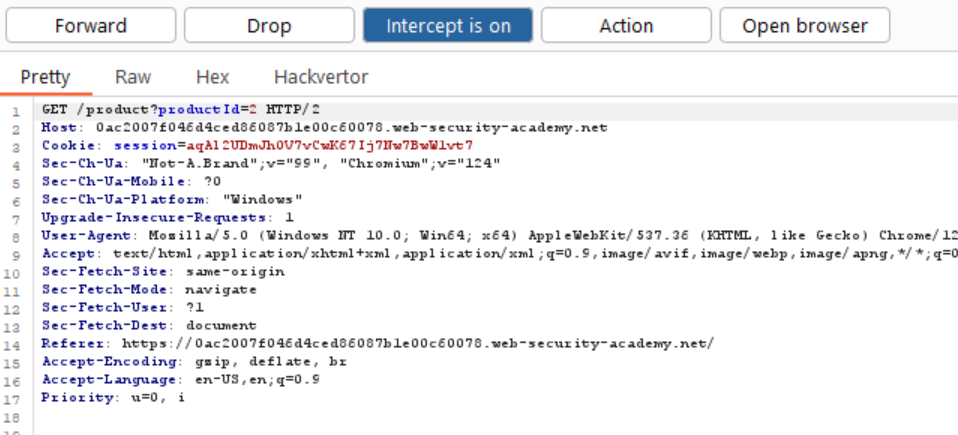 Forward Drop Intercept is on Action Open browser
Pretty Raw Hex Hackvertor
1 GET /product?productId=2 HTTP/2
2 Host: 0ac2007f046d4ced86087b1e00c60078.web-security-academy.net
3 Cookie: session=aqAl2UDmJh0V7vCwK67Ij7Nw7BwWlvt7
4 Sec-Ch-Ua: "Not-A.Brand";v="99", "Chromium";v="124"
5 Sec-Ch-Ua-Mobile: ?0
6 Sec-Ch-Ua-Platform: "Windows"
7 Upgrade-Insecure-Requests: 1
8 User-Agent: Mozilla/5.0 (Windows NT 10.0; Win64; x64) AppleWebKit/537.36 (KHTML, like Gecko) Chrome/12
9 Accept: text/html,application/xhtml+xml,application/xml;q=0.9,image/avif,image/webp,image/apng,*/*;q=0
10 Sec-Fetch-Site: same-origin
11 Sec-Fetch-Mode: navigate
12 Sec-Fetch-User: ?1
13 Sec-Fetch-Dest: document
14 Referer: https://0ac2007f046d4ced86087b1e00c60078.web-security-academy.net/
15 Accept-Encoding: gzip, deflate, br
16 Accept-Language: en-US,en;q=0.9
17 Priority: u=0, i
18